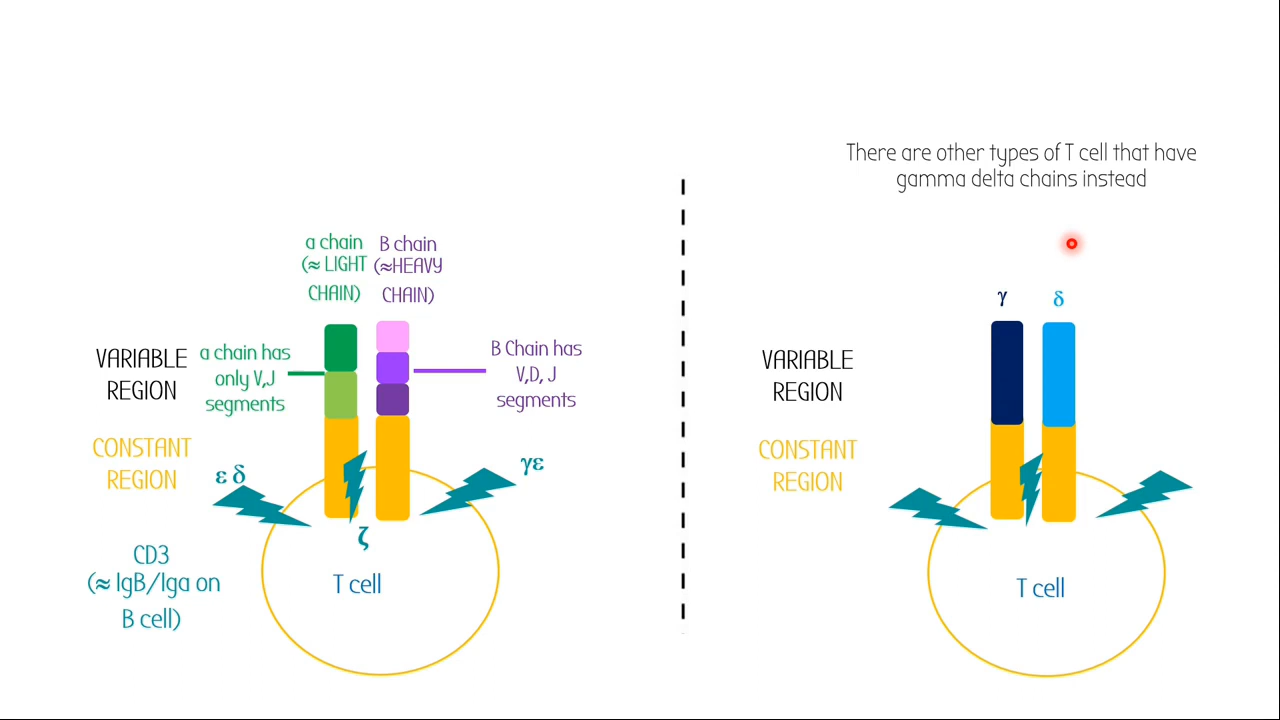 There are other types of T cell that have
gamma delta chains instead
a chain
(≈ LIGHT
CHAIN)
B chain
(≈HEAVY
CHAIN)
VARIABLE
REGION
a chain has
only V,J
segments
B Chain has
V,D, J
segments
CONSTANT
REGION
ε δ
γε
ζ
CD3
(≈ IgB/Iga on
B cell)
T cell
γ
δ
VARIABLE
REGION
CONSTANT
REGION
T cell